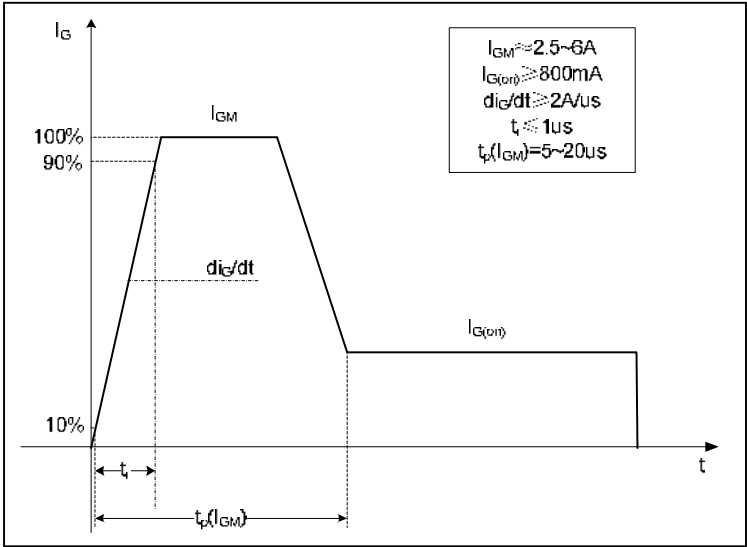 I_G
I_GM≈2.5~6A
I_G(on)≥800mA
di_G/dt≥2A/us
t_r≤1us
t_p(I_GM)=5~20us
I_GM
100%
90%
di_G/dt
I_G(on)
10%
t
t_r
t_p(I_GM)